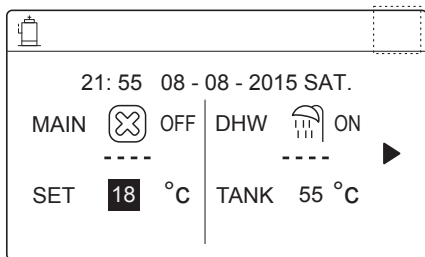 21: 55 08 - 08 - 2015 SAT.
MAIN OFF DHW ON
---- ----
SET 18 °C TANK 55 °C